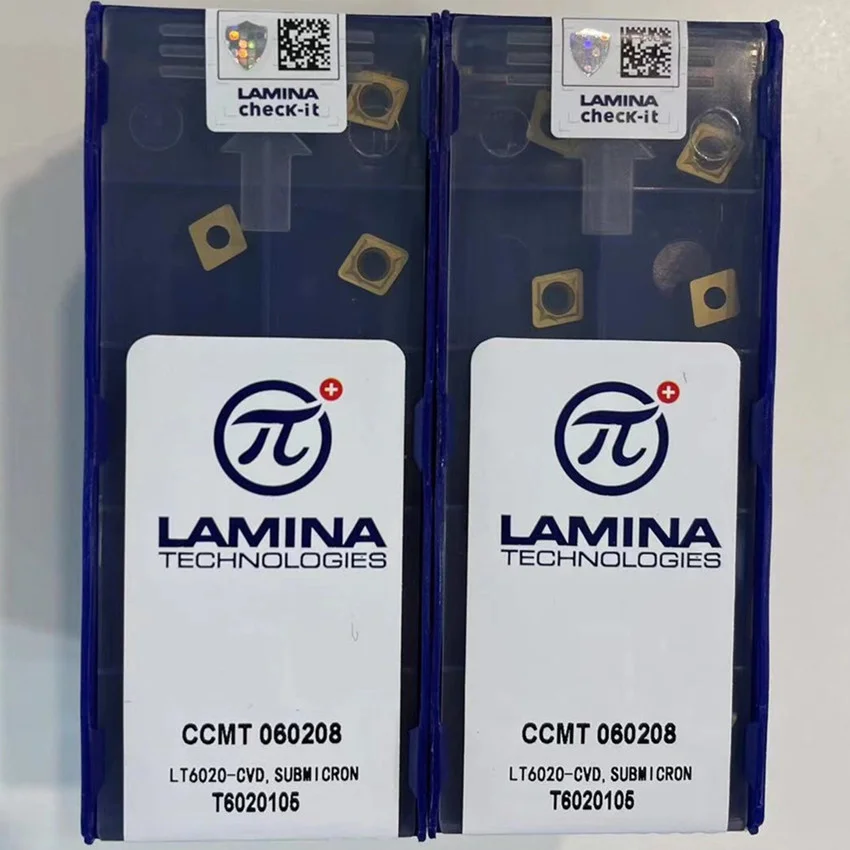 LAMINA
checK-it
π
LAMINA
TECHNOLOGIES
CCMT 060208
LT6020-CVD, SUBMICRON
T6020105
LAMINA
checK-it
π
LAMINA
TECHNOLOGIES
CCMT 060208
LT6020-CVD, SUBMICRON
T6020105